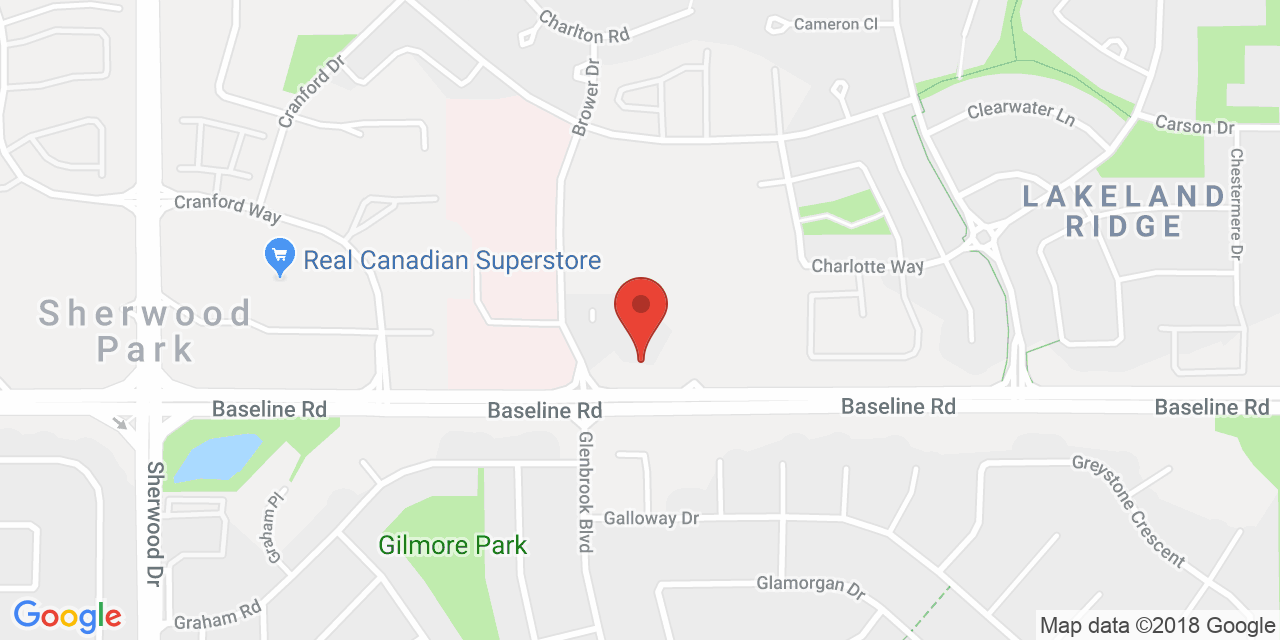 Charlton Rd
Cameron Cl
Cranford Dr
Brower Dr
Clearwater Ln
Carson Dr
Chestermere Dr
Cranford Way
LAKELAND
RIDGE
Real Canadian Superstore
Charlotte Way
Sherwood
Park
Baseline Rd
Baseline Rd
Baseline Rd
Baseline Rd
Sherwood Dr
Glenbrook Blvd
Greystone Crescent
Graham Pl
Galloway Dr
Gilmore Park
Glamorgan Dr
Graham Rd
Google
Map data ©2018 Google